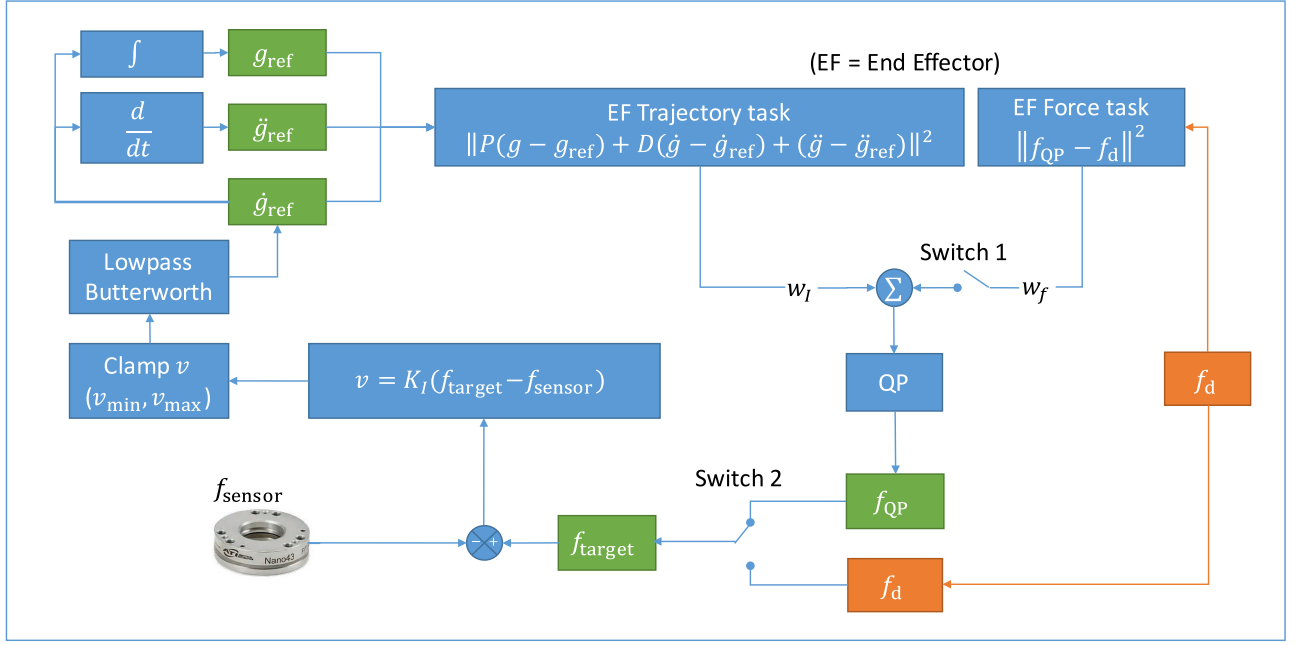 ∫
g_ref
(EF = End Effector)
d/dt
g̈_ref
EF Trajectory task
‖P(g − g_ref) + D(ġ − ġ_ref) + (g̈ − g̈_ref)‖²
EF Force task
‖f_QP − f_d‖²
ġ_ref
Lowpass
Butterworth
Switch 1
w_I
Σ
w_f
Clamp v
(v_min, v_max)
v = K_I(f_target − f_sensor)
QP
f_d
Switch 2
f_sensor
f_QP
Nano43
− +
f_target
f_d